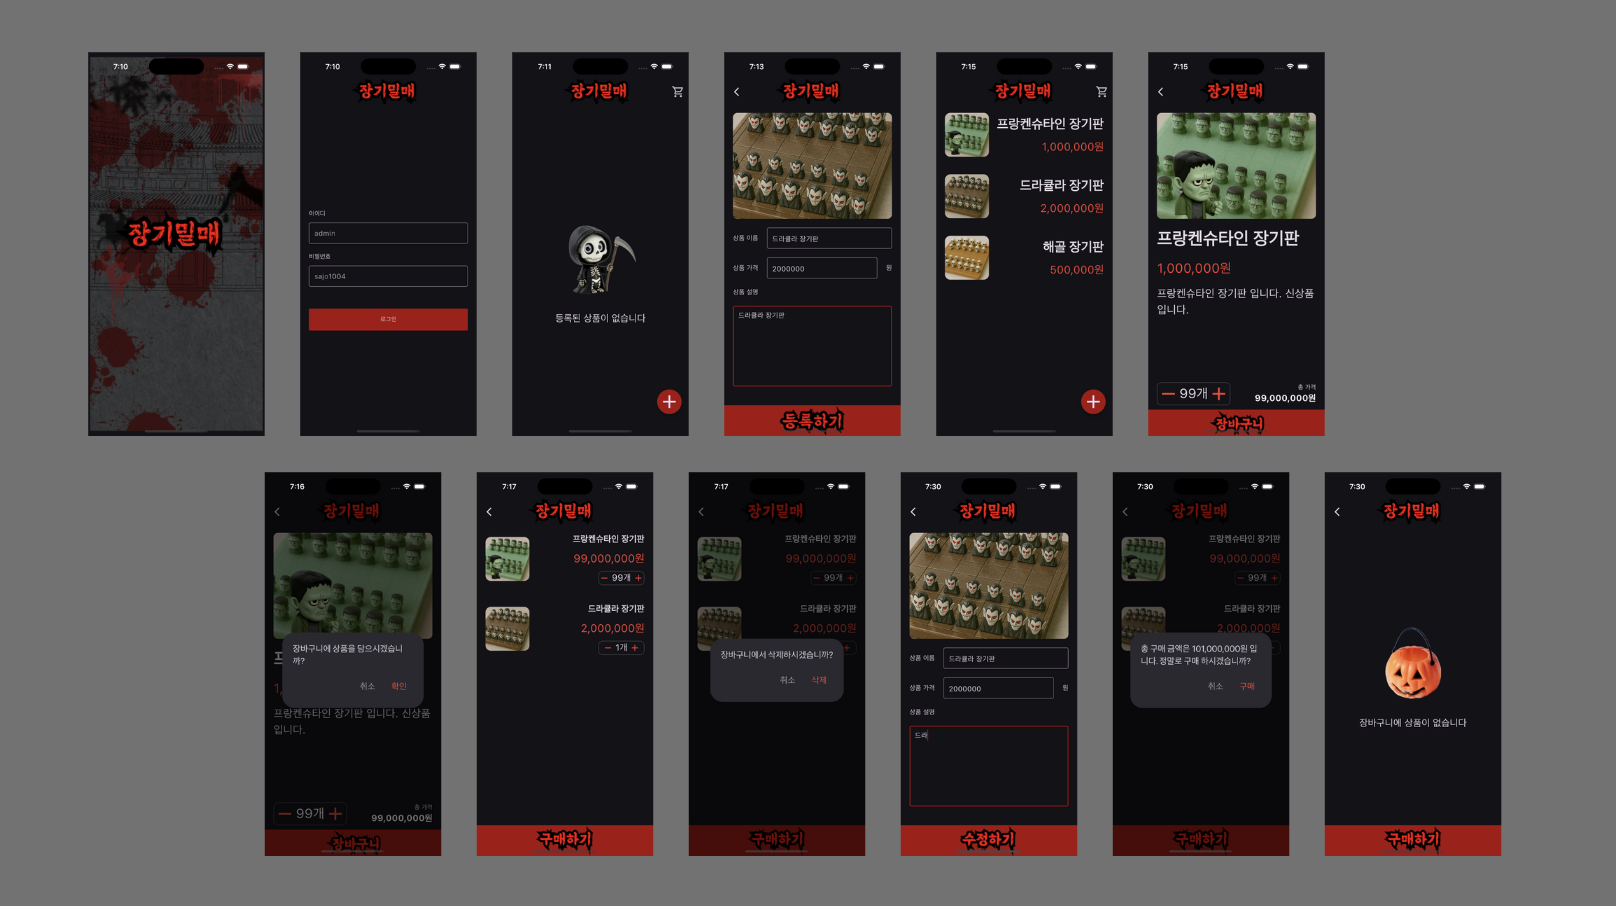 7:10
장기밀매
7:10
장기밀매
아이디
admin
비밀번호
sajo1004
로그인
7:11
장기밀매
등록된 상품이 없습니다
7:13
장기밀매
상품 이름
드라큘라 장기판
상품 가격
2000000
원
상품 설명
드라큘라 장기판
등록하기
7:15
장기밀매
프랑켄슈타인 장기판
1,000,000원
드라큘라 장기판
2,000,000원
해골 장기판
500,000원
7:15
장기밀매
프랑켄슈타인 장기판
1,000,000원
프랑켄슈타인 장기판 입니다. 신상품
입니다.
99개
총 가격
99,000,000원
장바구니
7:16
장기밀매
장바구니에 상품을 담으시겠습니
까?
취소
확인
프랑켄슈타인 장기판 입니다. 신상품
입니다.
99개
총 가격
99,000,000원
장바구니
7:17
장기밀매
프랑켄슈타인 장기판
99,000,000원
99개
드라큘라 장기판
2,000,000원
1개
구매하기
7:17
장기밀매
프랑켄슈타인 장기판
99,000,000원
99개
드라큘라 장기판
2,000,000원
장바구니에서 삭제하시겠습니까?
취소
삭제
구매하기
7:30
장기밀매
상품 이름
드라큘라 장기판
상품 가격
2000000
원
상품 설명
드라
수정하기
7:30
장기밀매
프랑켄슈타인 장기판
99,000,000원
99개
드라큘라 장기판
2,000,000원
총 구매 금액은 101,000,000원 입
니다. 정말로 구매 하시겠습니까?
취소
구매
구매하기
7:30
장기밀매
장바구니에 상품이 없습니다
구매하기